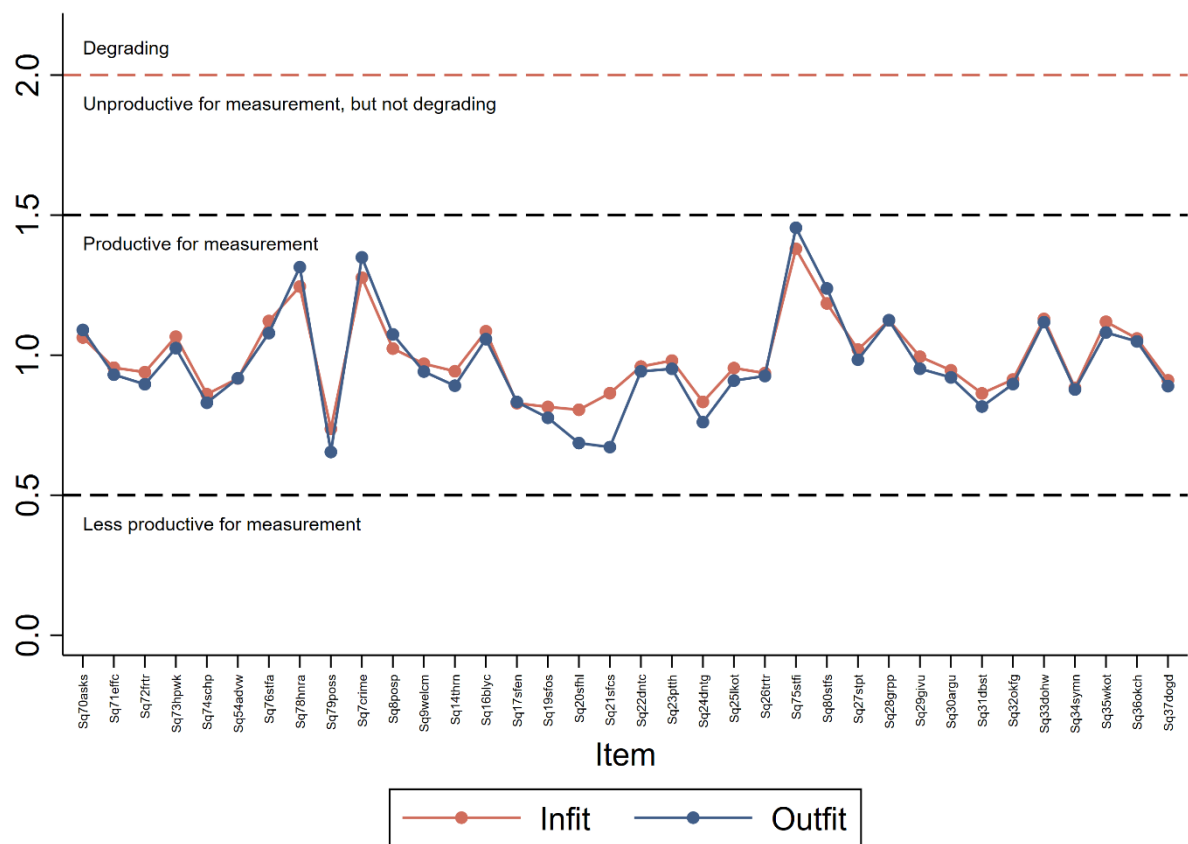 Degrading
2.0
Unproductive for measurement, but not degrading
1.5
Productive for measurement
1.0
0.5
Less productive for measurement
0.0
Sq70asks
Sq71effc
Sq72frtr
Sq73hpwk
Sq74schp
Sq54advw
Sq76stfa
Sq78hnra
Sq79poss
Sq7crime
Sq8posp
Sq9welcm
Sq14thrn
Sq16blyc
Sq17sfen
Sq19sfos
Sq20sfhl
Sq21sfcs
Sq22dntc
Sq23pth
Sq24dntg
Sq25lkot
Sq26trtr
Sq75stfi
Sq80stfs
Sq27stpt
Sq28grpp
Sq29givu
Sq30argu
Sq31dbst
Sq32okfg
Sq33dohw
Sq34symn
Sq35wkot
Sq36okch
Sq37dogd
Item
Infit
Outfit